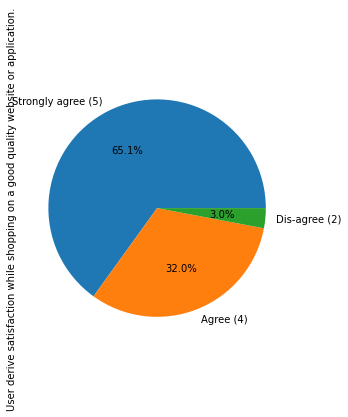 User derive satisfaction while shopping on a good quality website or application.
Strongly agree (5)
65.1%
3.0%
Dis-agree (2)
32.0%
Agree (4)